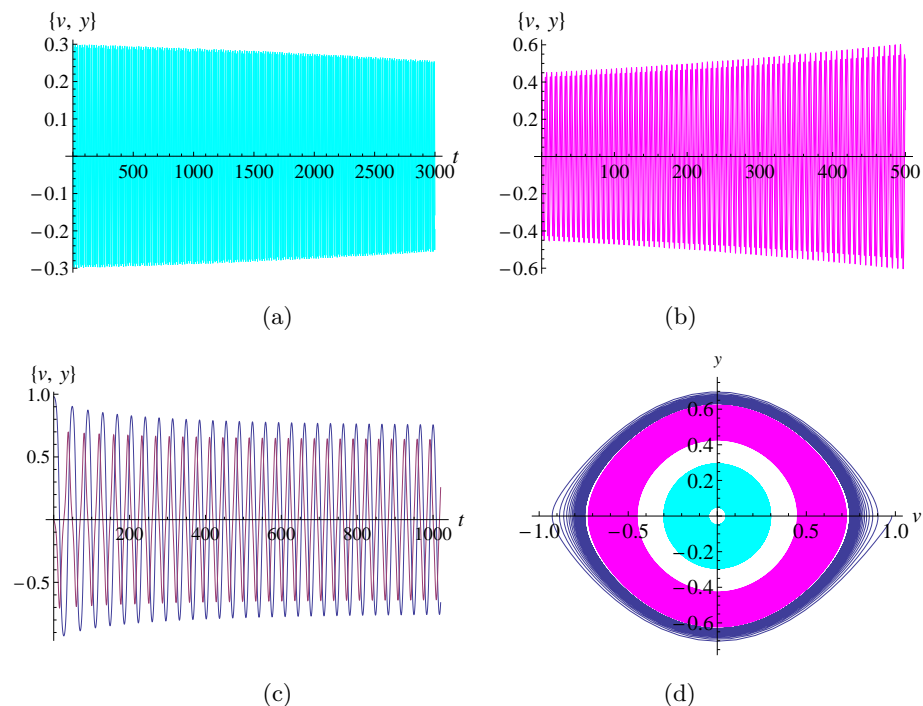 {v, y}
0.3
0.2
0.1
-0.1
-0.2
-0.3
500 1000 1500 2000 2500 3000 t
(a)
{v, y}
0.6
0.4
0.2
-0.2
-0.4
-0.6
100 200 300 400 500 t
(b)
{v, y}
1.0
0.5
-0.5
200 400 600 800 1000 t
(c)
y
0.6
0.4
0.2
-0.2
-0.4
-0.6
-1.0 -0.5 0.5 1.0 v
(d)